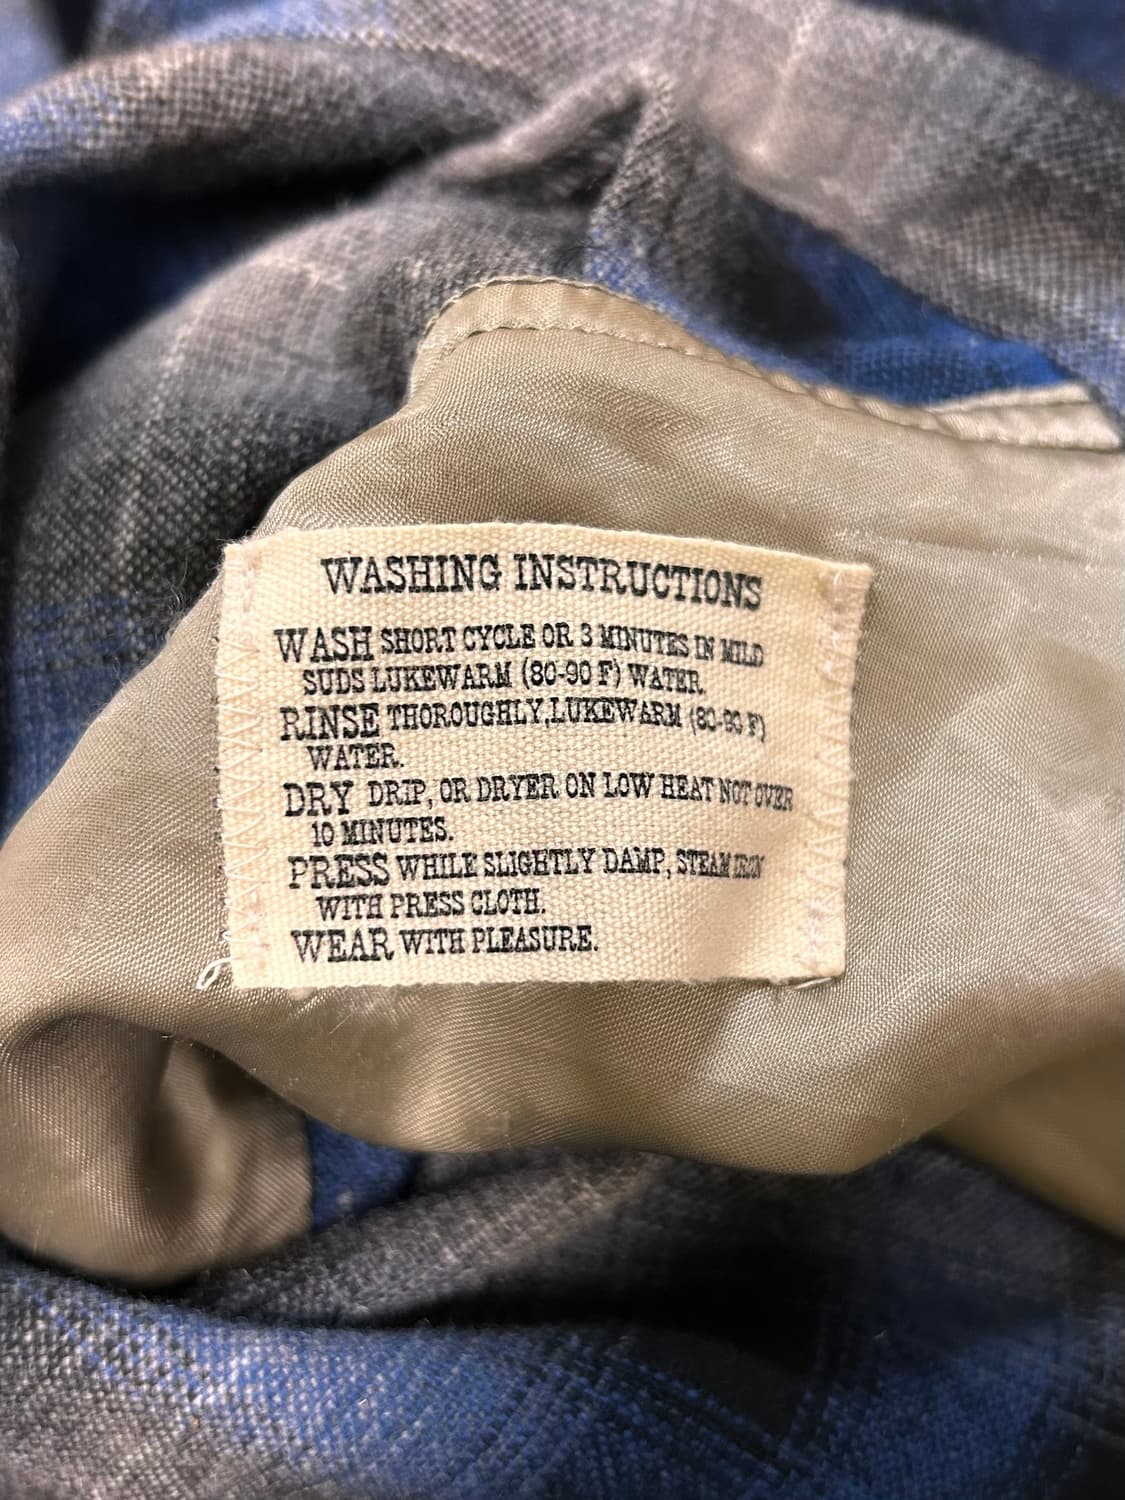 WASHING INSTRUCTIONS
WASH SHORT CYCLE OR 3 MINUTES IN MILD
SUDS LUKEWARM (80-90 F) WATER.
RINSE THOROUGHLY, LUKEWARM (80-90 F)
WATER.
DRY DRIP, OR DRYER ON LOW HEAT NOT OVER
10 MINUTES.
PRESS WHILE SLIGHTLY DAMP, STEAM IRON
WITH PRESS CLOTH.
WEAR WITH PLEASURE.